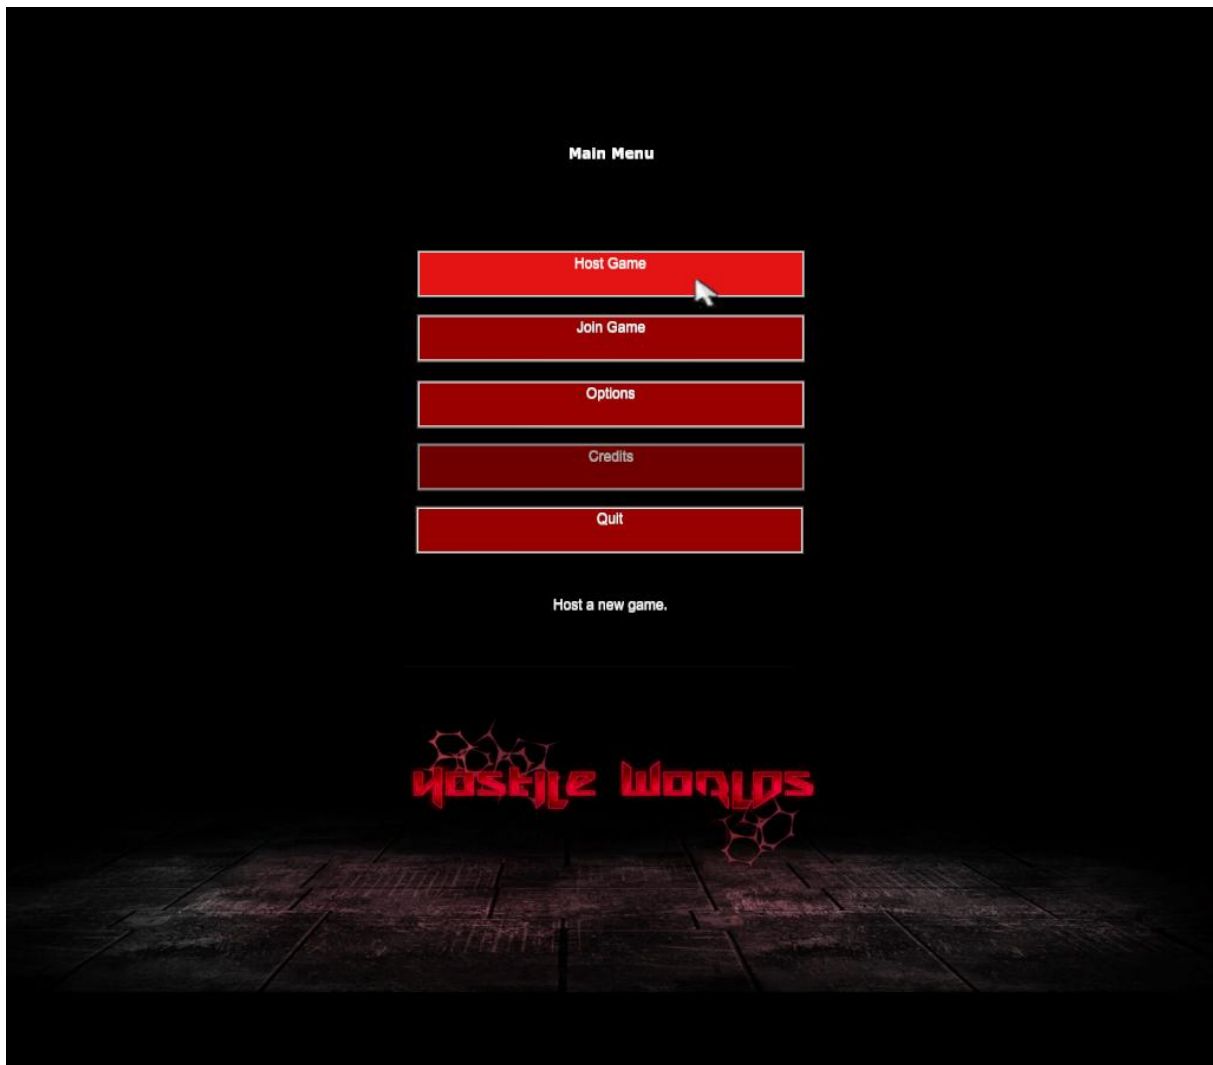 Main Menu
Host Game
Join Game
Options
Credits
Quit
Host a new game.
Hostile Worlds